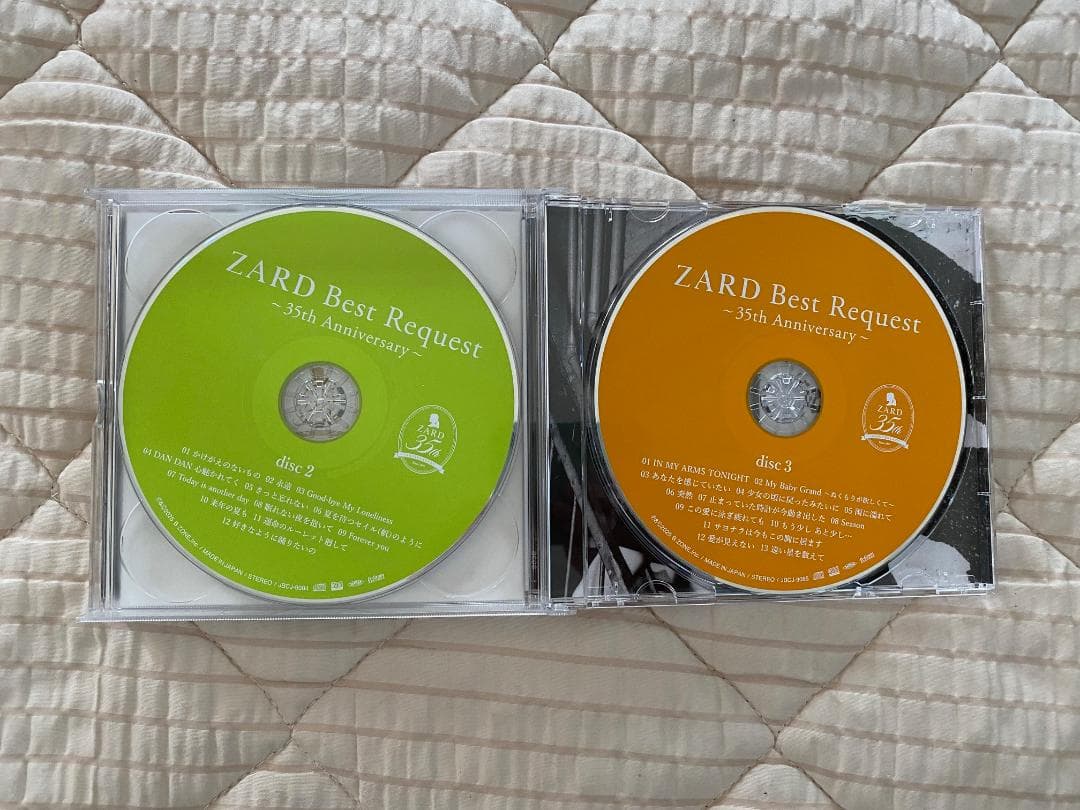 ZARD Best Request
~35th Anniversary~
ZARD
35th
disc 2
01 かけがえのないもの 02 永遠 03 Good-bye My Loneliness
04 DAN DAN 心魅かれてく 05 きっと忘れない 06 夏を待つセイル(帆)のように
07 Today is another day 08 眠れない夜を抱いて 09 Forever you
10 来年の夏も 11 運命のルーレット廻して
12 好きなように踊りたいの
B ZONE,Inc / MADE IN JAPAN / STEREO / JBCJ-9084
ZARD Best Request
~35th Anniversary~
ZARD
35th
disc 3
01 IN MY ARMS TONIGHT 02 My Baby Grand ~ぬくもりが欲しくて~
03 あなたを感じていたい 04 少女の頃に戻ったみたいに 05 雨に濡れて
06 突然 07 止まっていた時計が今動き出した 08 Season
09 この愛に泳ぎ疲れても 10 もう少し あと少し…
11 サヨナラは今もこの胸に居ます
12 愛が見えない 13 遠い星を数えて
B ZONE,Inc / MADE IN JAPAN / STEREO / JBCJ-9085